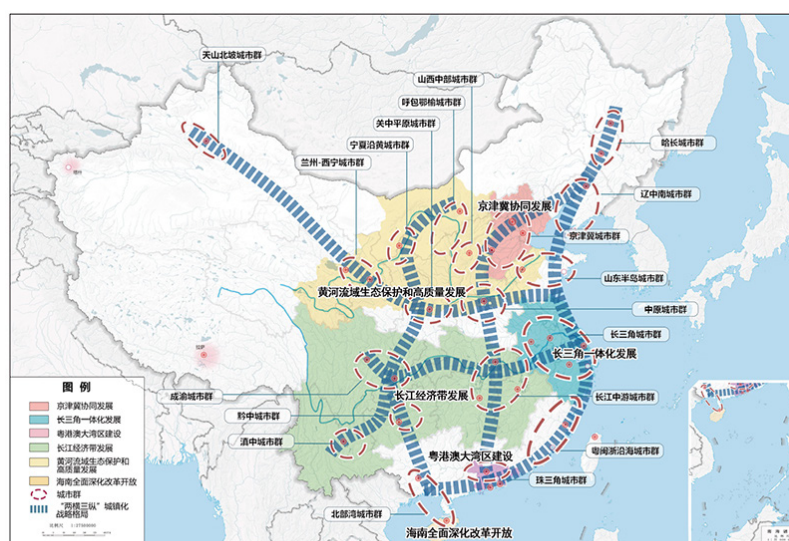 天山北坡城市群
山西中部城市群
呼包鄂榆城市群
关中平原城市群
宁夏沿黄城市群
兰州-西宁城市群
哈长城市群
辽中南城市群
京津冀协同发展
京津冀城市群
山东半岛城市群
黄河流域生态保护和高质量发展
中原城市群
长三角城市群
长三角一体化发展
成渝城市群
长江经济带发展
长江中游城市群
黔中城市群
滇中城市群
粤闽浙沿海城市群
粤港澳大湾区建设
珠三角城市群
北部湾城市群
海南全面深化改革开放
图 例
京津冀协同发展
长三角一体化发展
粤港澳大湾区建设
长江经济带发展
黄河流域生态保护和
高质量发展
海南全面深化改革开放
城市群
“两横三纵”城镇化
战略格局